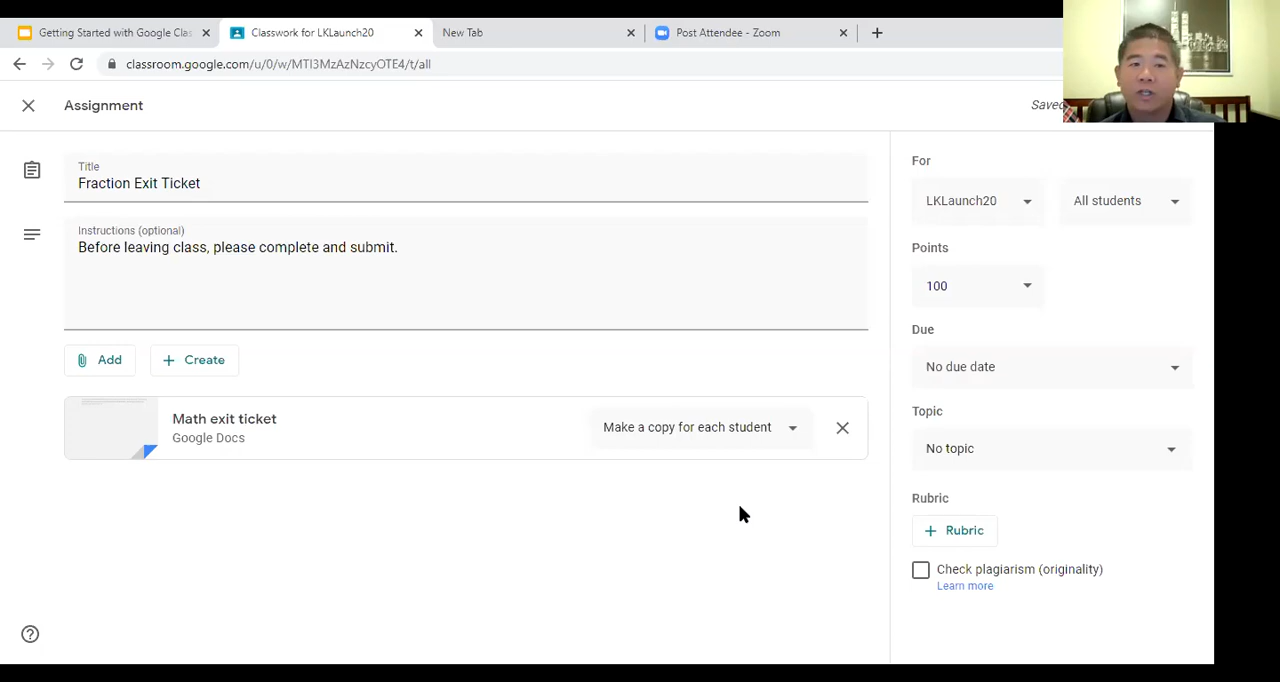 Getting Started with Google Clas
Classwork for LKLaunch20
New Tab
Post Attendee - Zoom
classroom.google.com/u/0/w/MTI3MzAzNzcyOTE4/t/all
Assignment
Saved
Title
Fraction Exit Ticket
Instructions (optional)
Before leaving class, please complete and submit.
Add
Create
Math exit ticket
Google Docs
Make a copy for each student
For
LKLaunch20
All students
Points
100
Due
No due date
Topic
No topic
Rubric
Rubric
Check plagiarism (originality)
Learn more